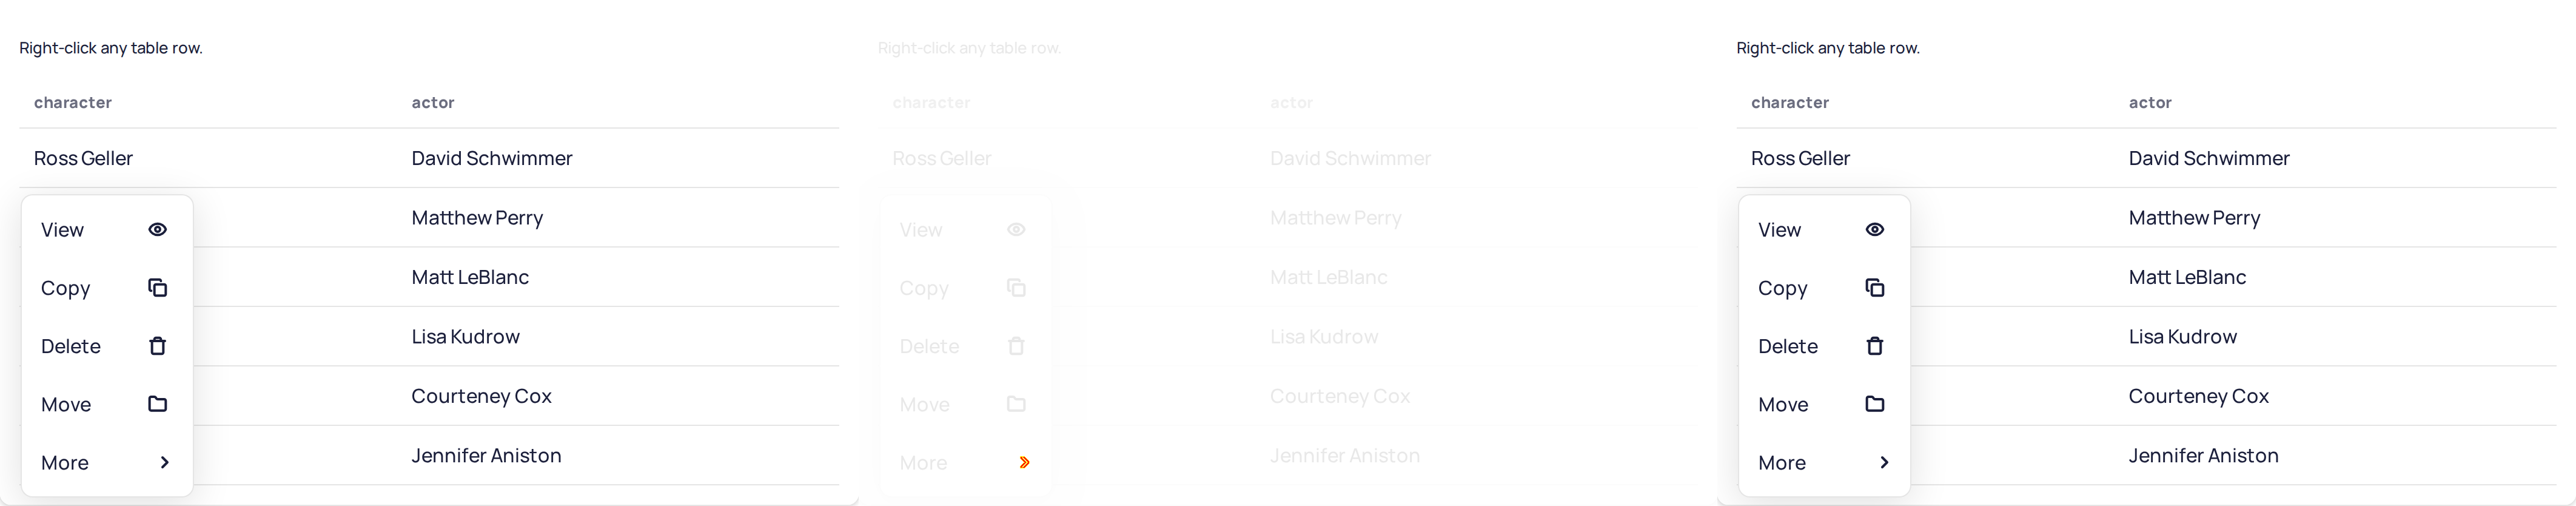 Right-click any table row.
character actor
Ross Geller David Schwimmer
View Matthew Perry
Copy Matt LeBlanc
Delete Lisa Kudrow
Move Courteney Cox
More Jennifer Aniston
Right-click any table row.
character actor
Ross Geller David Schwimmer
View Matthew Perry
Copy Matt LeBlanc
Delete Lisa Kudrow
Move Courteney Cox
More Jennifer Aniston
Right-click any table row.
character actor
Ross Geller David Schwimmer
View Matthew Perry
Copy Matt LeBlanc
Delete Lisa Kudrow
Move Courteney Cox
More Jennifer Aniston